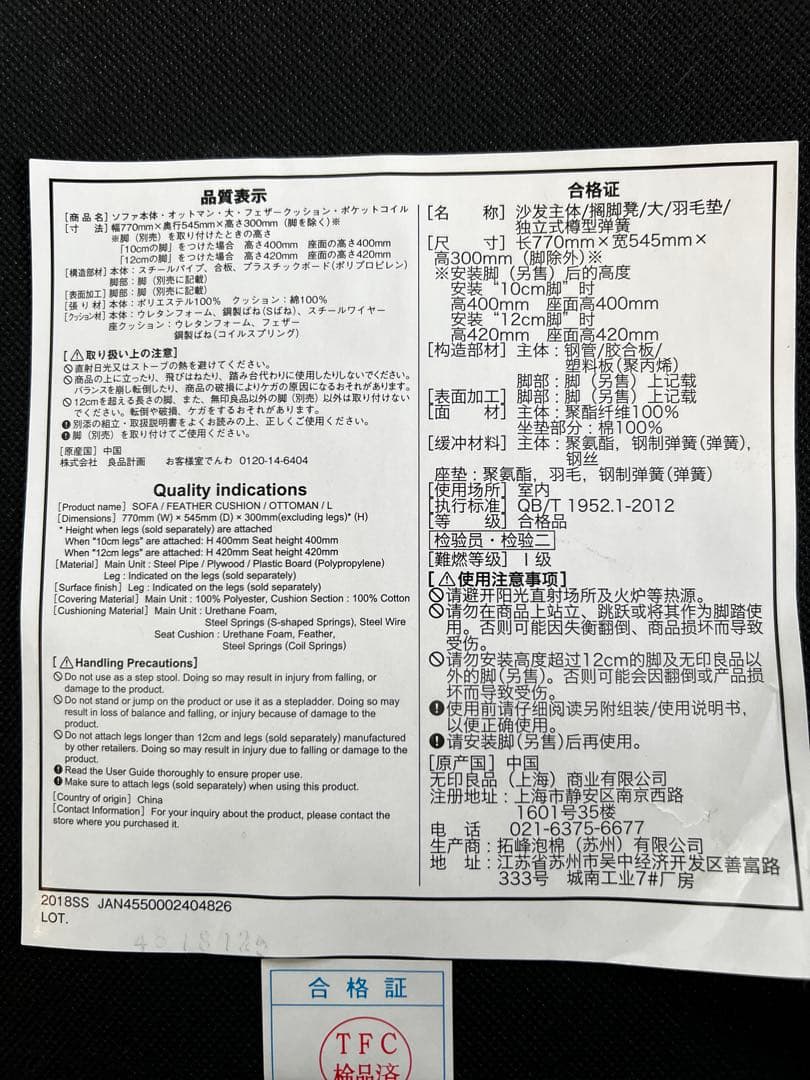 品質表示
[商 品 名] ソファ本体・オットマン・大・フェザークッション・ポケットコイル
[寸　　法] 幅770mm×奥行545mm×高さ300mm（脚を除く）※
※脚（別売）を取り付けたときの高さ
「10cmの脚」をつけた場合　高さ400mm　座面の高さ400mm
「12cmの脚」をつけた場合　高さ420mm　座面の高さ420mm
[構造部材] 本体：スチールパイプ、合板、プラスチックボード（ポリプロピレン）
脚部：脚（別売に記載）
[表面加工] 脚部：脚（別売に記載）
[張 り 材] 本体：ポリエステル100%　クッション：綿100%
[クッション材] 本体：ウレタンフォーム、鋼製ばね（Sばね）、スチールワイヤー
座クッション：ウレタンフォーム、フェザー
鋼製ばね（コイルスプリング）
[⚠取り扱い上の注意]
直射日光又はストーブの熱を避けてください。
商品の上に立ったり、飛びはねたり、踏み台代わりに使用したりしないでください。
バランスを崩し転倒したり、商品の破損によりケガの原因になるおそれがあります。
12cmを超える長さの脚、また、無印良品以外の脚（別売）以外は取り付けない
でください。転倒や破損、ケガをするおそれがあります。
別添の組立・取扱説明書をよくお読みの上、正しくご使用ください。
脚（別売）を取り付けてご使用ください。
[原産国] 中国
株式会社　良品計画　お客様室でんわ　0120-14-6404
Quality indications
[Product name] SOFA / FEATHER CUSHION / OTTOMAN / L
[Dimensions] 770mm (W) × 545mm (D) × 300mm(excluding legs)* (H)
* Height when legs (sold separately) are attached
When "10cm legs" are attached: H 400mm Seat height 400mm
When "12cm legs" are attached: H 420mm Seat height 420mm
[Material] Main Unit : Steel Pipe / Plywood / Plastic Board (Polypropylene)
Leg : Indicated on the legs (sold separately)
[Surface finish] Leg : Indicated on the legs (sold separately)
[Covering Material] Main Unit : 100% Polyester, Cushion Section : 100% Cotton
[Cushioning Material] Main Unit : Urethane Foam,
Steel Springs (S-shaped Springs), Steel Wire
Seat Cushion : Urethane Foam, Feather,
Steel Springs (Coil Springs)
[⚠Handling Precautions]
Do not use as a step stool. Doing so may result in injury from falling, or
damage to the product.
Do not stand or jump on the product or use it as a stepladder. Doing so may
result in loss of balance and falling, or injury because of damage to the
product.
Do not attach legs longer than 12cm and legs (sold separately) manufactured
by other retailers. Doing so may result in injury due to falling or damage to the
product.
Read the User Guide thoroughly to ensure proper use.
Make sure to attach legs (sold separately) when using this product.
[Country of origin] China
[Contact Information] For your inquiry about the product, please contact the
store where you purchased it.
合格证
[名　　称] 沙发主体/搁脚凳/大/羽毛垫/
独立式樽型弹簧
[尺　　寸] 长770mm×宽545mm×
高300mm（脚除外）※
※安装脚（另售）后的高度
安装“10cm脚”时
高400mm　座面高400mm
安装“12cm脚”时
高420mm　座面高420mm
[构造部材] 主体：钢管/胶合板/
塑料板（聚丙烯）
脚部：脚（另售）上记载
[表面加工] 脚部：脚（另售）上记载
[面　　材] 主体：聚酯纤维100%
坐垫部分：棉100%
[缓冲材料] 主体：聚氨酯，钢制弹簧（弹簧），
钢丝
座垫：聚氨酯，羽毛，钢制弹簧（弹簧）
[使用场所] 室内
[执行标准] QB/T 1952.1-2012
[等　　级] 合格品
检验员・检验二
[難燃等级] Ⅰ级
[⚠使用注意事项]
请避开阳光直射场所及火炉等热源。
请勿在商品上站立、跳跃或将其作为脚踏使
用。否则可能因失衡翻倒、商品损坏而导致
受伤。
请勿安装高度超过12cm的脚及无印良品以
外的脚（另售）。否则可能会因翻倒或产品损
坏而导致受伤。
使用前请仔细阅读另附组装/使用说明书，
以便正确使用。
请安装脚（另售）后再使用。
[原产国] 中国
无印良品（上海）商业有限公司
注册地址：上海市静安区南京西路
1601号35楼
电　话　021-6375-6677
生产商：拓峰泡棉（苏州）有限公司
地　址：江苏省苏州市吴中经济开发区善富路
333号　城南工业7#厂房
2018SS JAN4550002404826
LOT.
合格証
TFC
検品済